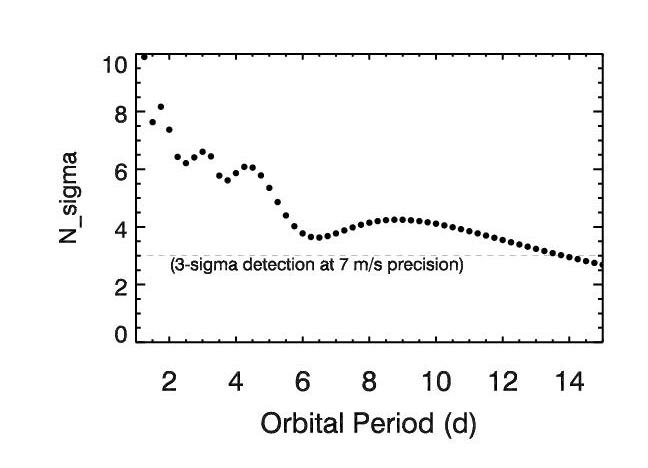 10
8
6
4
2
0
N_sigma
(3-sigma detection at 7 m/s precision)
2 4 6 8 10 12 14
Orbital Period (d)